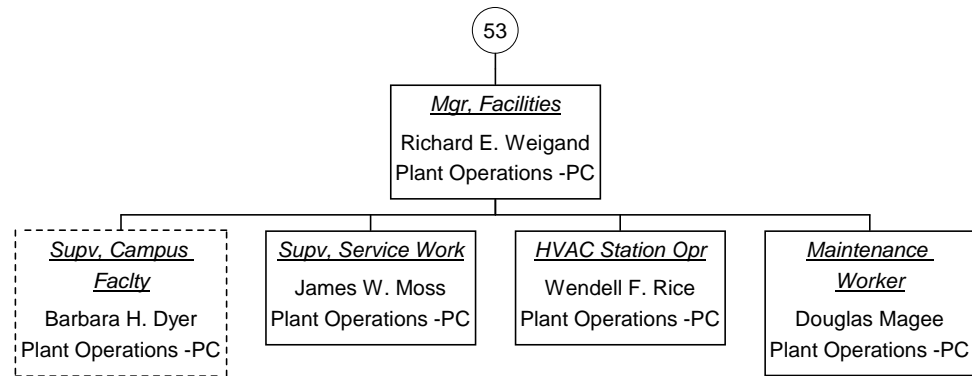 53
Mgr, Facilities
Richard E. Weigand
Plant Operations -PC
Supv, Campus
Faclty
Barbara H. Dyer
Plant Operations -PC
Supv, Service Work
James W. Moss
Plant Operations -PC
HVAC Station Opr
Wendell F. Rice
Plant Operations -PC
Maintenance
Worker
Douglas Magee
Plant Operations -PC